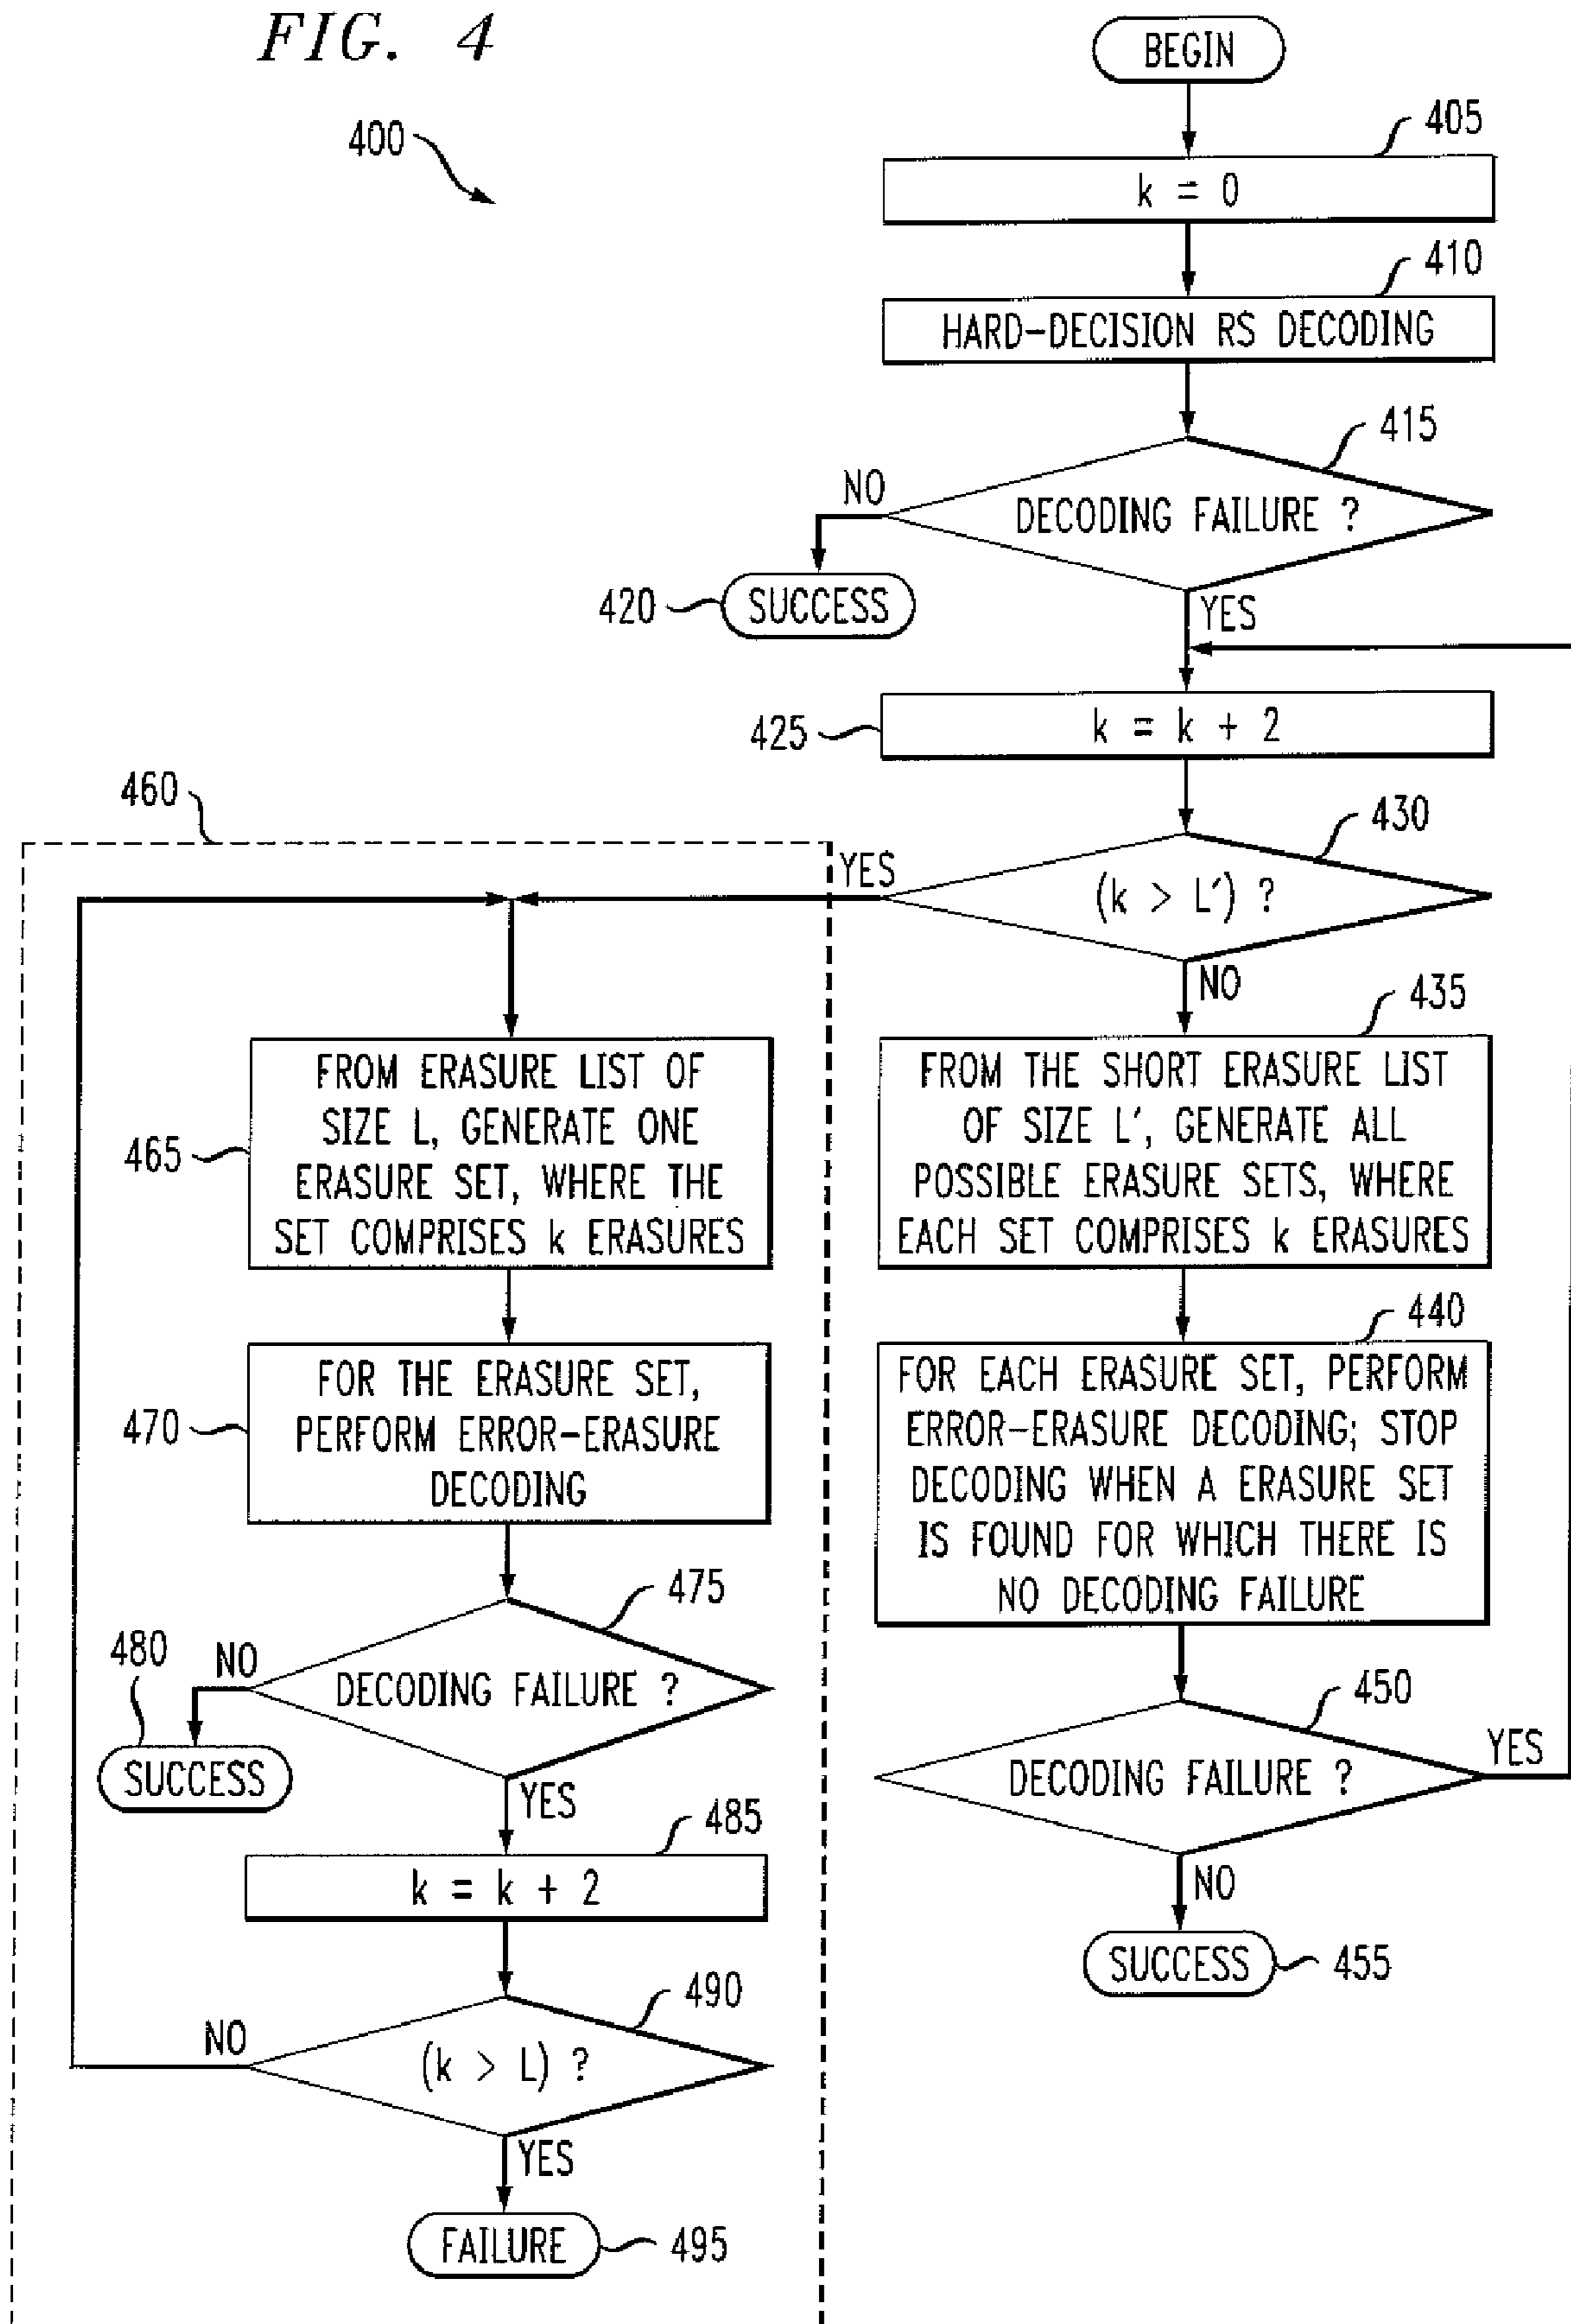 FIG. 4
400
BEGIN
405
k = 0
410
HARD-DECISION RS DECODING
415
DECODING FAILURE ?
NO
420
SUCCESS
YES
425
k = k + 2
430
(k > L′) ?
YES
NO
435
FROM THE SHORT ERASURE LIST
OF SIZE L′, GENERATE ALL
POSSIBLE ERASURE SETS, WHERE
EACH SET COMPRISES k ERASURES
440
FOR EACH ERASURE SET, PERFORM
ERROR-ERASURE DECODING; STOP
DECODING WHEN A ERASURE SET
IS FOUND FOR WHICH THERE IS
NO DECODING FAILURE
450
DECODING FAILURE ?
YES
NO
SUCCESS
455
460
465
FROM ERASURE LIST OF
SIZE L, GENERATE ONE
ERASURE SET, WHERE THE
SET COMPRISES k ERASURES
470
FOR THE ERASURE SET,
PERFORM ERROR-ERASURE
DECODING
475
DECODING FAILURE ?
NO
480
SUCCESS
YES
485
k = k + 2
490
(k > L) ?
NO
YES
FAILURE
495